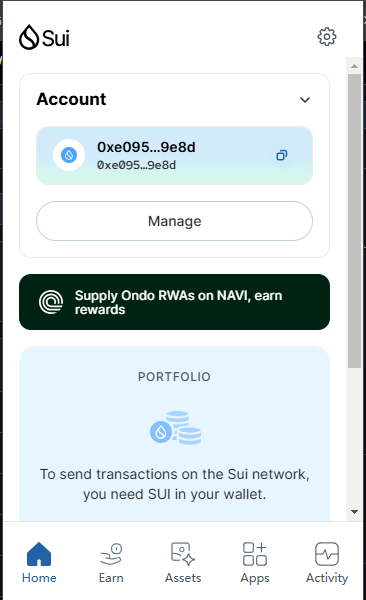 Sui
Account
0xe095...9e8d
0xe095…9e8d
Manage
Supply Ondo RWAs on NAVI, earn
rewards
PORTFOLIO
To send transactions on the Sui network,
you need SUI in your wallet.
Home
Earn
Assets
Apps
Activity